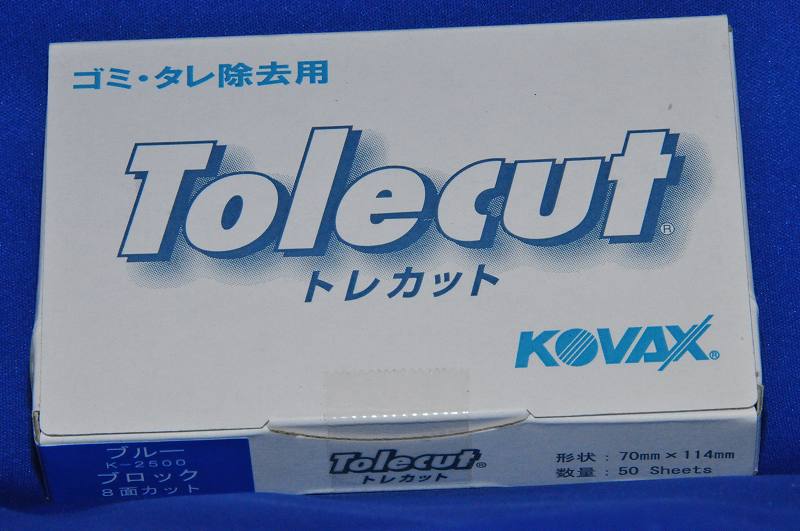 ゴミ・タレ除去用
Tolecut®
トレカット
KOVAX®
ブルー
K-2500
ブロック
8面カット
Tolecut®
トレカット
形状：70mm×114mm
数量：50 Sheets